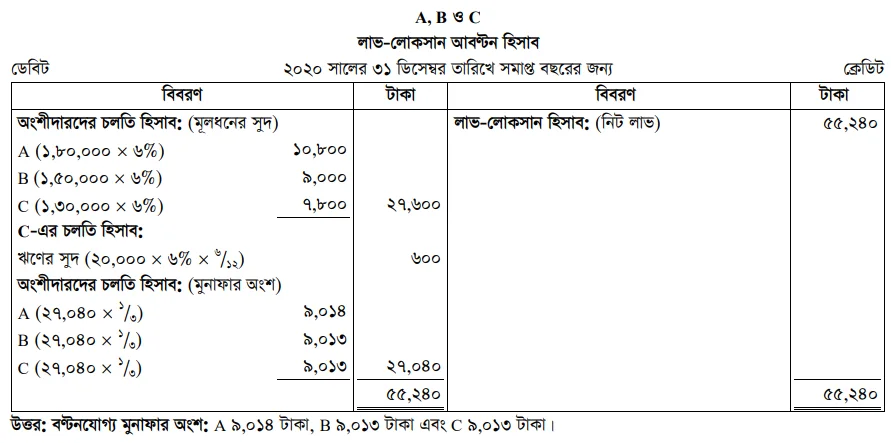 A, B ও C
লাভ-লোকসান আবণ্টন হিসাব
ডেবিট ২০২০ সালের ৩১ ডিসেম্বর তারিখে সমাপ্ত বছরের জন্য ক্রেডিট
বিবরণ টাকা বিবরণ টাকা
অংশীদারদের চলতি হিসাব: (মূলধনের সুদ) লাভ-লোকসান হিসাব: (নিট লাভ) ৫৫,২৪০
A (১,৮০,০০০ × ৬%) ১০,৮০০
B (১,৫০,০০০ × ৬%) ৯,০০০
C (১,৩০,০০০ × ৬%) ৭,৮০০ ২৭,৬০০
C-এর চলতি হিসাব:
ঋণের সুদ (২০,০০০ × ৬% × ৬/১২) ৬০০
অংশীদারদের চলতি হিসাব: (মুনাফার অংশ)
A (২৭,০৪০ × ১/৩) ৯,০১৪
B (২৭,০৪০ × ১/৩) ৯,০১৩
C (২৭,০৪০ × ১/৩) ৯,০১৩ ২৭,০৪০
৫৫,২৪০ ৫৫,২৪০
উত্তর: বণ্টনযোগ্য মুনাফার অংশ: A ৯,০১৪ টাকা, B ৯,০১৩ টাকা এবং C ৯,০১৩ টাকা।